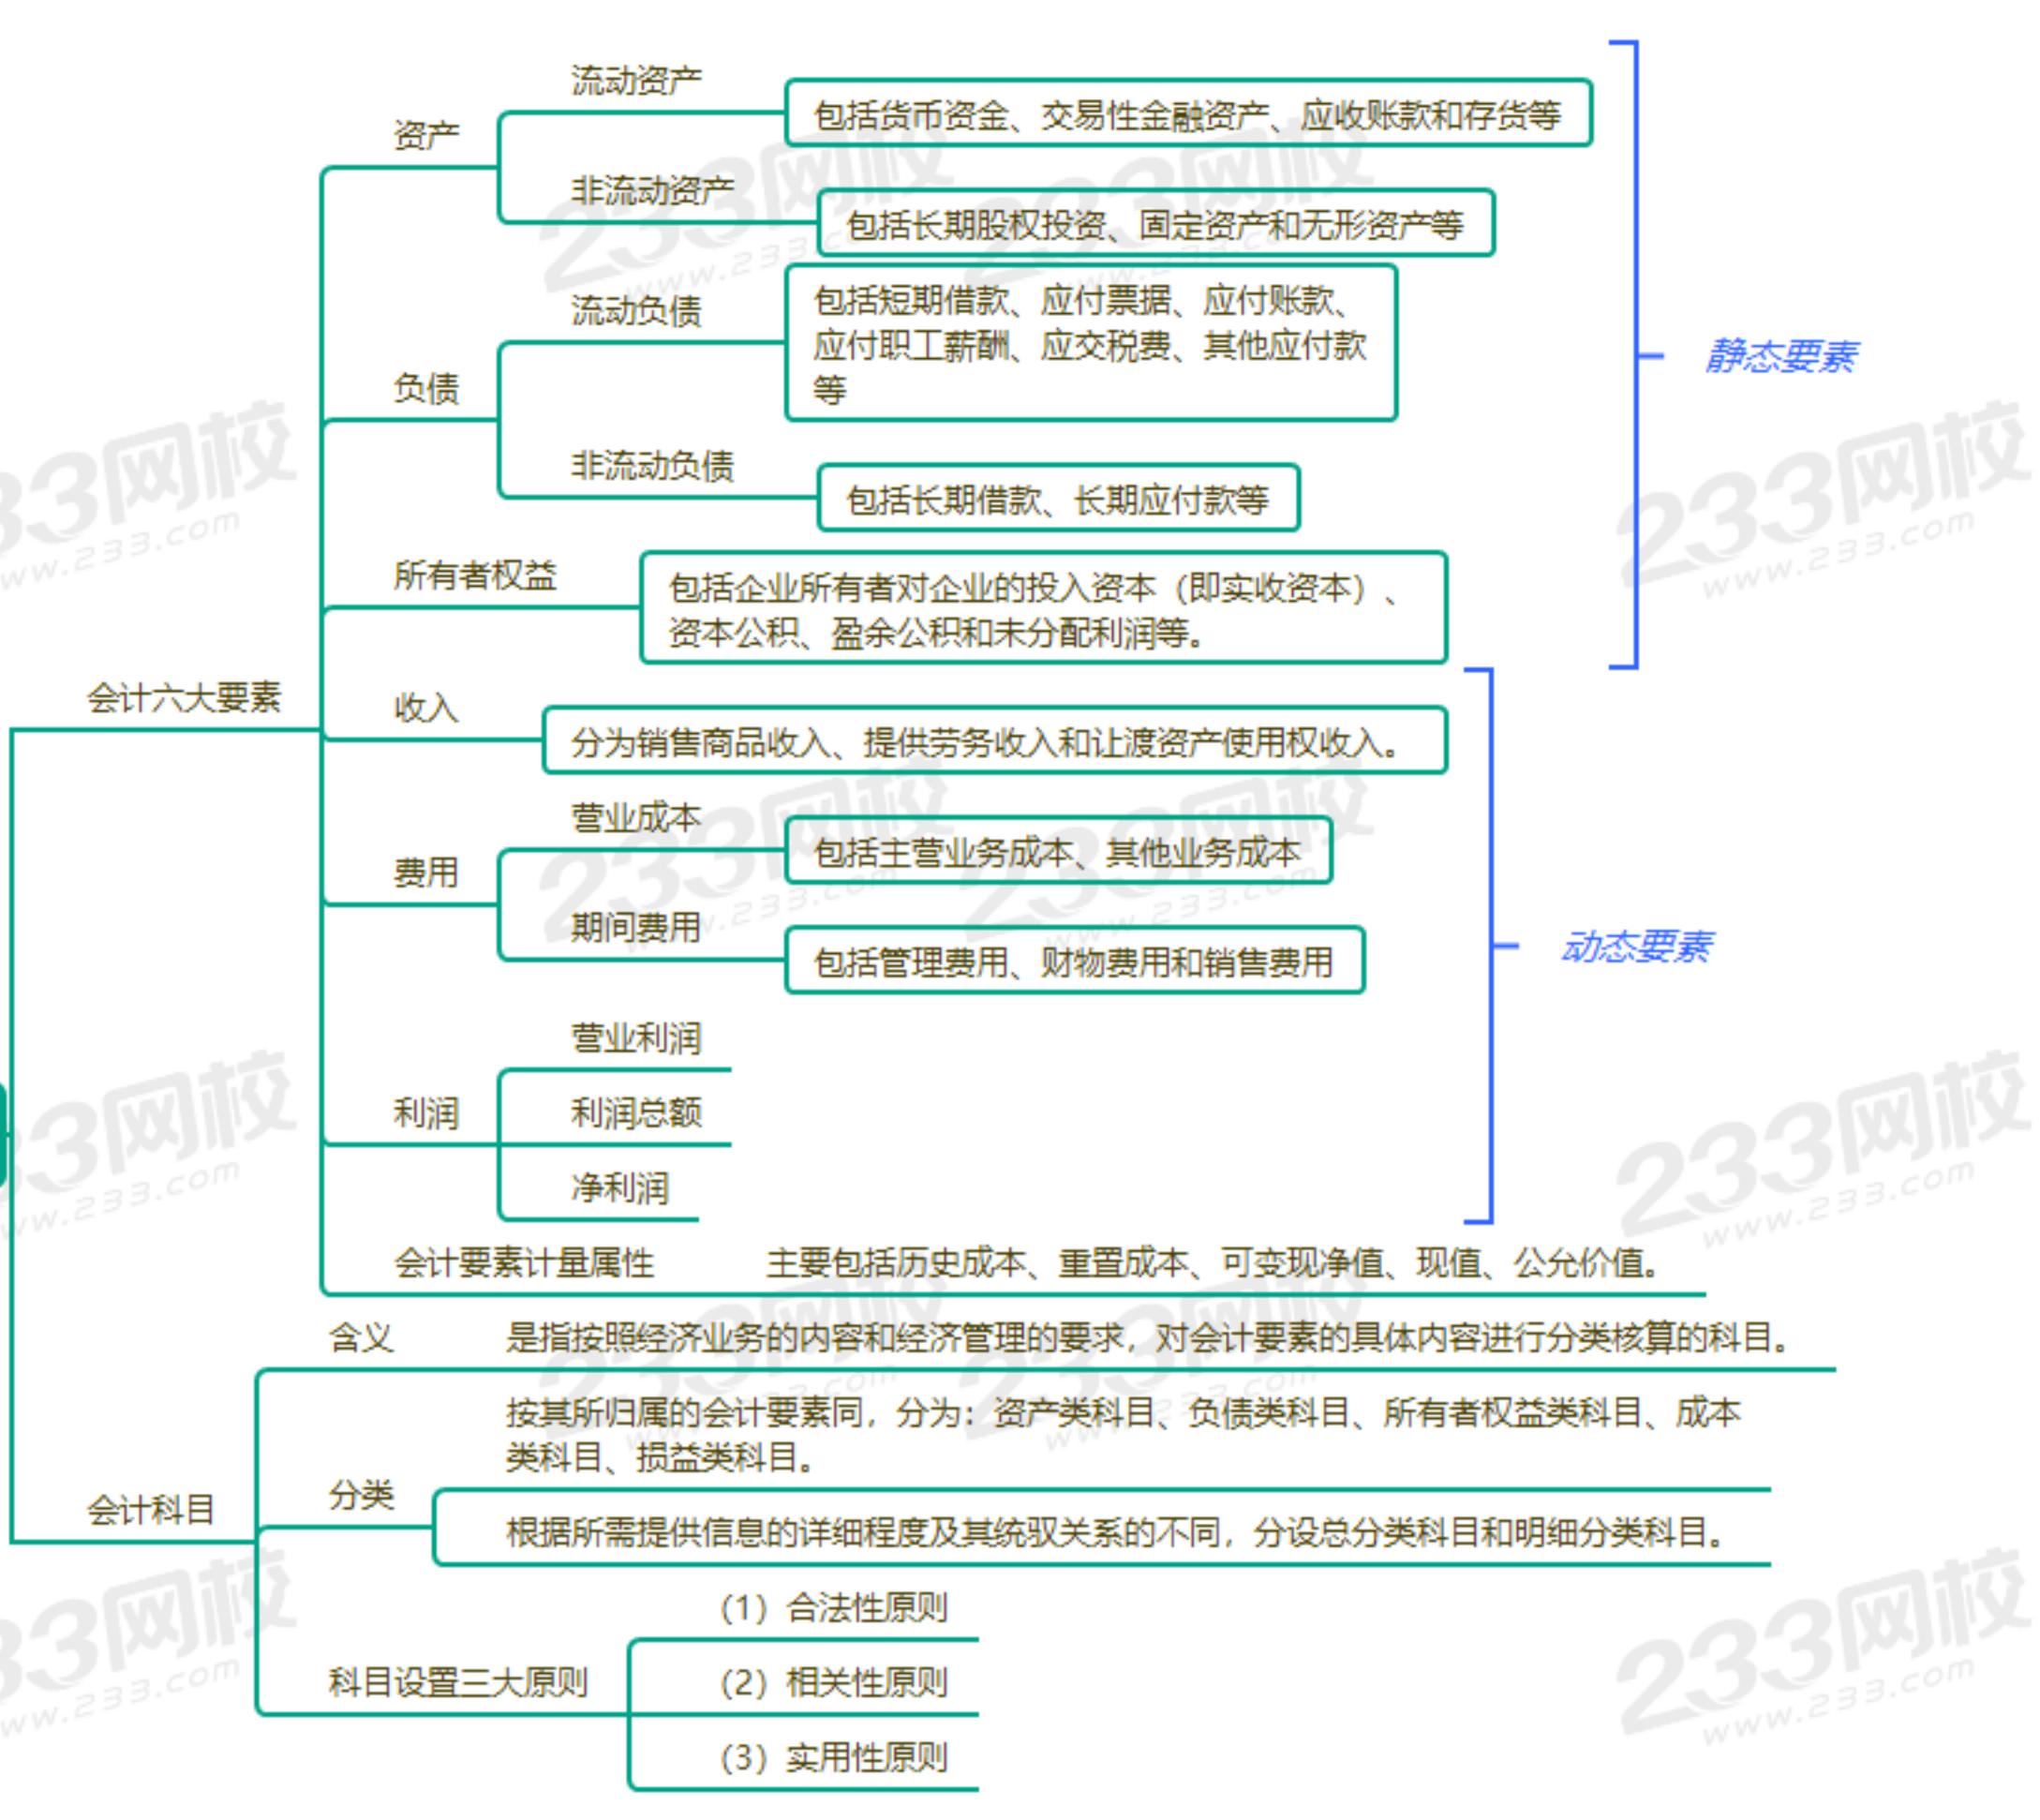 流动资产
包括货币资金、交易性金融资产、应收账款和存货等
资产
非流动资产
包括长期股权投资、固定资产和无形资产等
流动负债
包括短期借款、应付票据、应付账款、
应付职工薪酬、应交税费、其他应付款
等
静态要素
负债
非流动负债
包括长期借款、长期应付款等
所有者权益
包括企业所有者对企业的投入资本（即实收资本）、
资本公积、盈余公积和未分配利润等。
会计六大要素
收入
分为销售商品收入、提供劳务收入和让渡资产使用权收入。
营业成本
包括主营业务成本、其他业务成本
费用
期间费用
包括管理费用、财物费用和销售费用
动态要素
营业利润
利润
利润总额
净利润
会计要素计量属性 主要包括历史成本、重置成本、可变现净值、现值、公允价值。
含义 是指按照经济业务的内容和经济管理的要求，对会计要素的具体内容进行分类核算的科目。
按其所归属的会计要素同，分为：资产类科目、负债类科目、所有者权益类科目、成本
类科目、损益类科目。
会计科目
分类
根据所需提供信息的详细程度及其统驭关系的不同，分设总分类科目和明细分类科目。
（1）合法性原则
科目设置三大原则
（2）相关性原则
（3）实用性原则
233网校
www.233.com